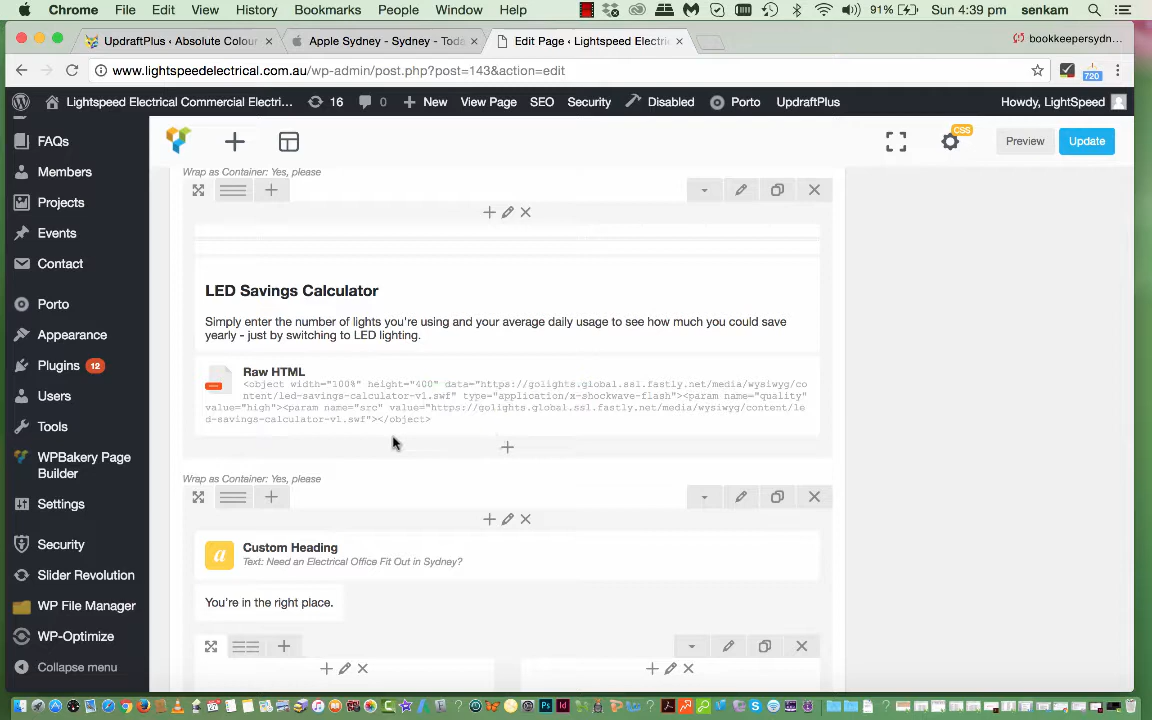 Chrome File Edit View History Bookmarks People Window Help 91% Sun 4:39 pm senkam
UpdraftPlus ‹ Absolute Colour
Apple Sydney - Sydney - Toda
Edit Page ‹ Lightspeed Electric
bookkeepersydn...
www.lightspeedelectrical.com.au/wp-admin/post.php?post=143&action=edit
720
Lightspeed Electrical Commercial Electri... 16 0 New View Page SEO Security Disabled Porto UpdraftPlus Howdy, LightSpeed
FAQs
Members
Projects
Events
Contact
Porto
Appearance
Plugins 12
Users
Tools
WPBakery Page
Builder
Settings
Security
Slider Revolution
WP File Manager
WP-Optimize
Collapse menu
CSS
Preview
Update
Wrap as Container: Yes, please
LED Savings Calculator
Simply enter the number of lights you're using and your average daily usage to see how much you could save
yearly - just by switching to LED lighting.
Raw HTML
<object width="100%" height="400" data="https://golights.global.ssl.fastly.net/media/wysiwyg/co
ntent/led-savings-calculator-v1.swf" type="application/x-shockwave-flash"><param name="quality"
value="high"><param name="src" value="https://golights.global.ssl.fastly.net/media/wysiwyg/content/le
d-savings-calculator-v1.swf"></object>
Wrap as Container: Yes, please
a
Custom Heading
Text: Need an Electrical Office Fit Out in Sydney?
You're in the right place.